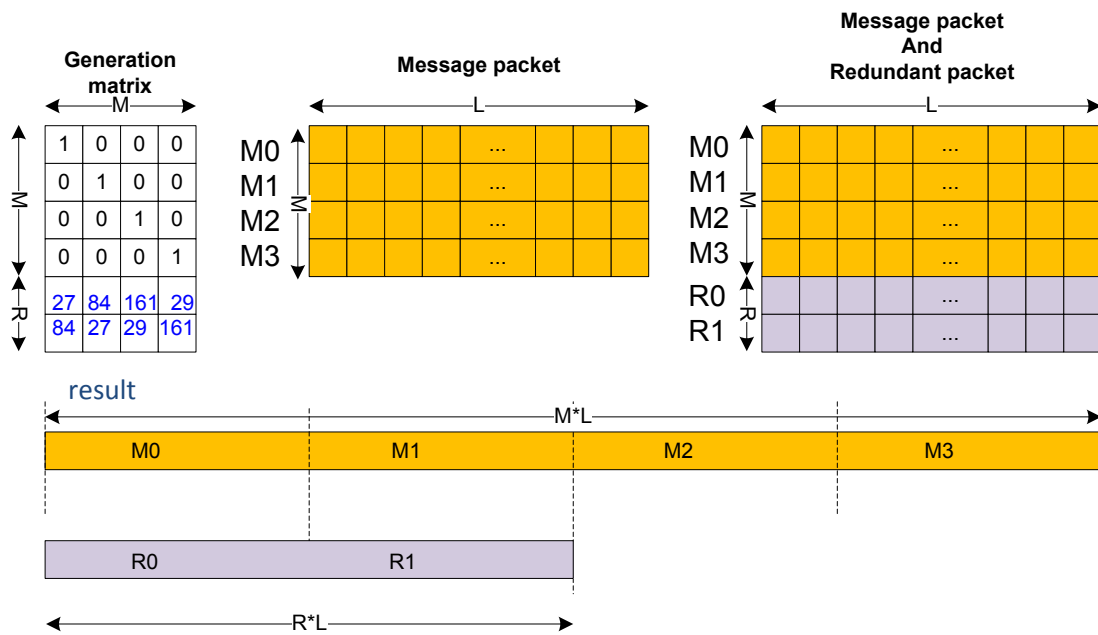 Generation
matrix
M
M
1 0 0 0
0 1 0 0
0 0 1 0
0 0 0 1
R
27 84 161 29
84 27 29 161
Message packet
L
M0
M1
M
M2
M3
...
...
...
...
Message packet
And
Redundant packet
L
M0
M1
M
M2
M3
R0
R
R1
...
...
...
...
...
...
result
M*L
M0 M1 M2 M3
R0 R1
R*L